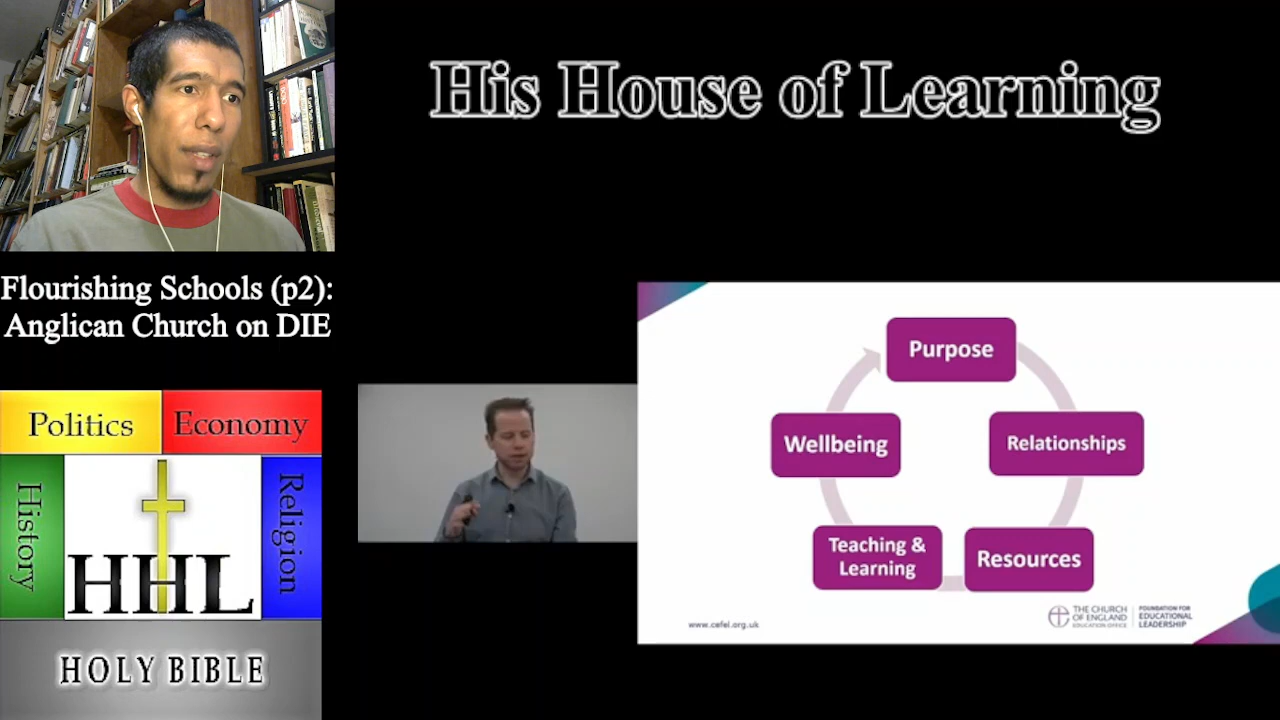 His House of Learning
Flourishing Schools (p2):
Anglican Church on DIE
Politics
Economy
History
Religion
HHL
HOLY BIBLE
Purpose
Wellbeing
Relationships
Teaching &
Learning
Resources
www.cefel.org.uk
THE CHURCH
OF ENGLAND
EDUCATION OFFICE
FOUNDATION FOR
EDUCATIONAL
LEADERSHIP